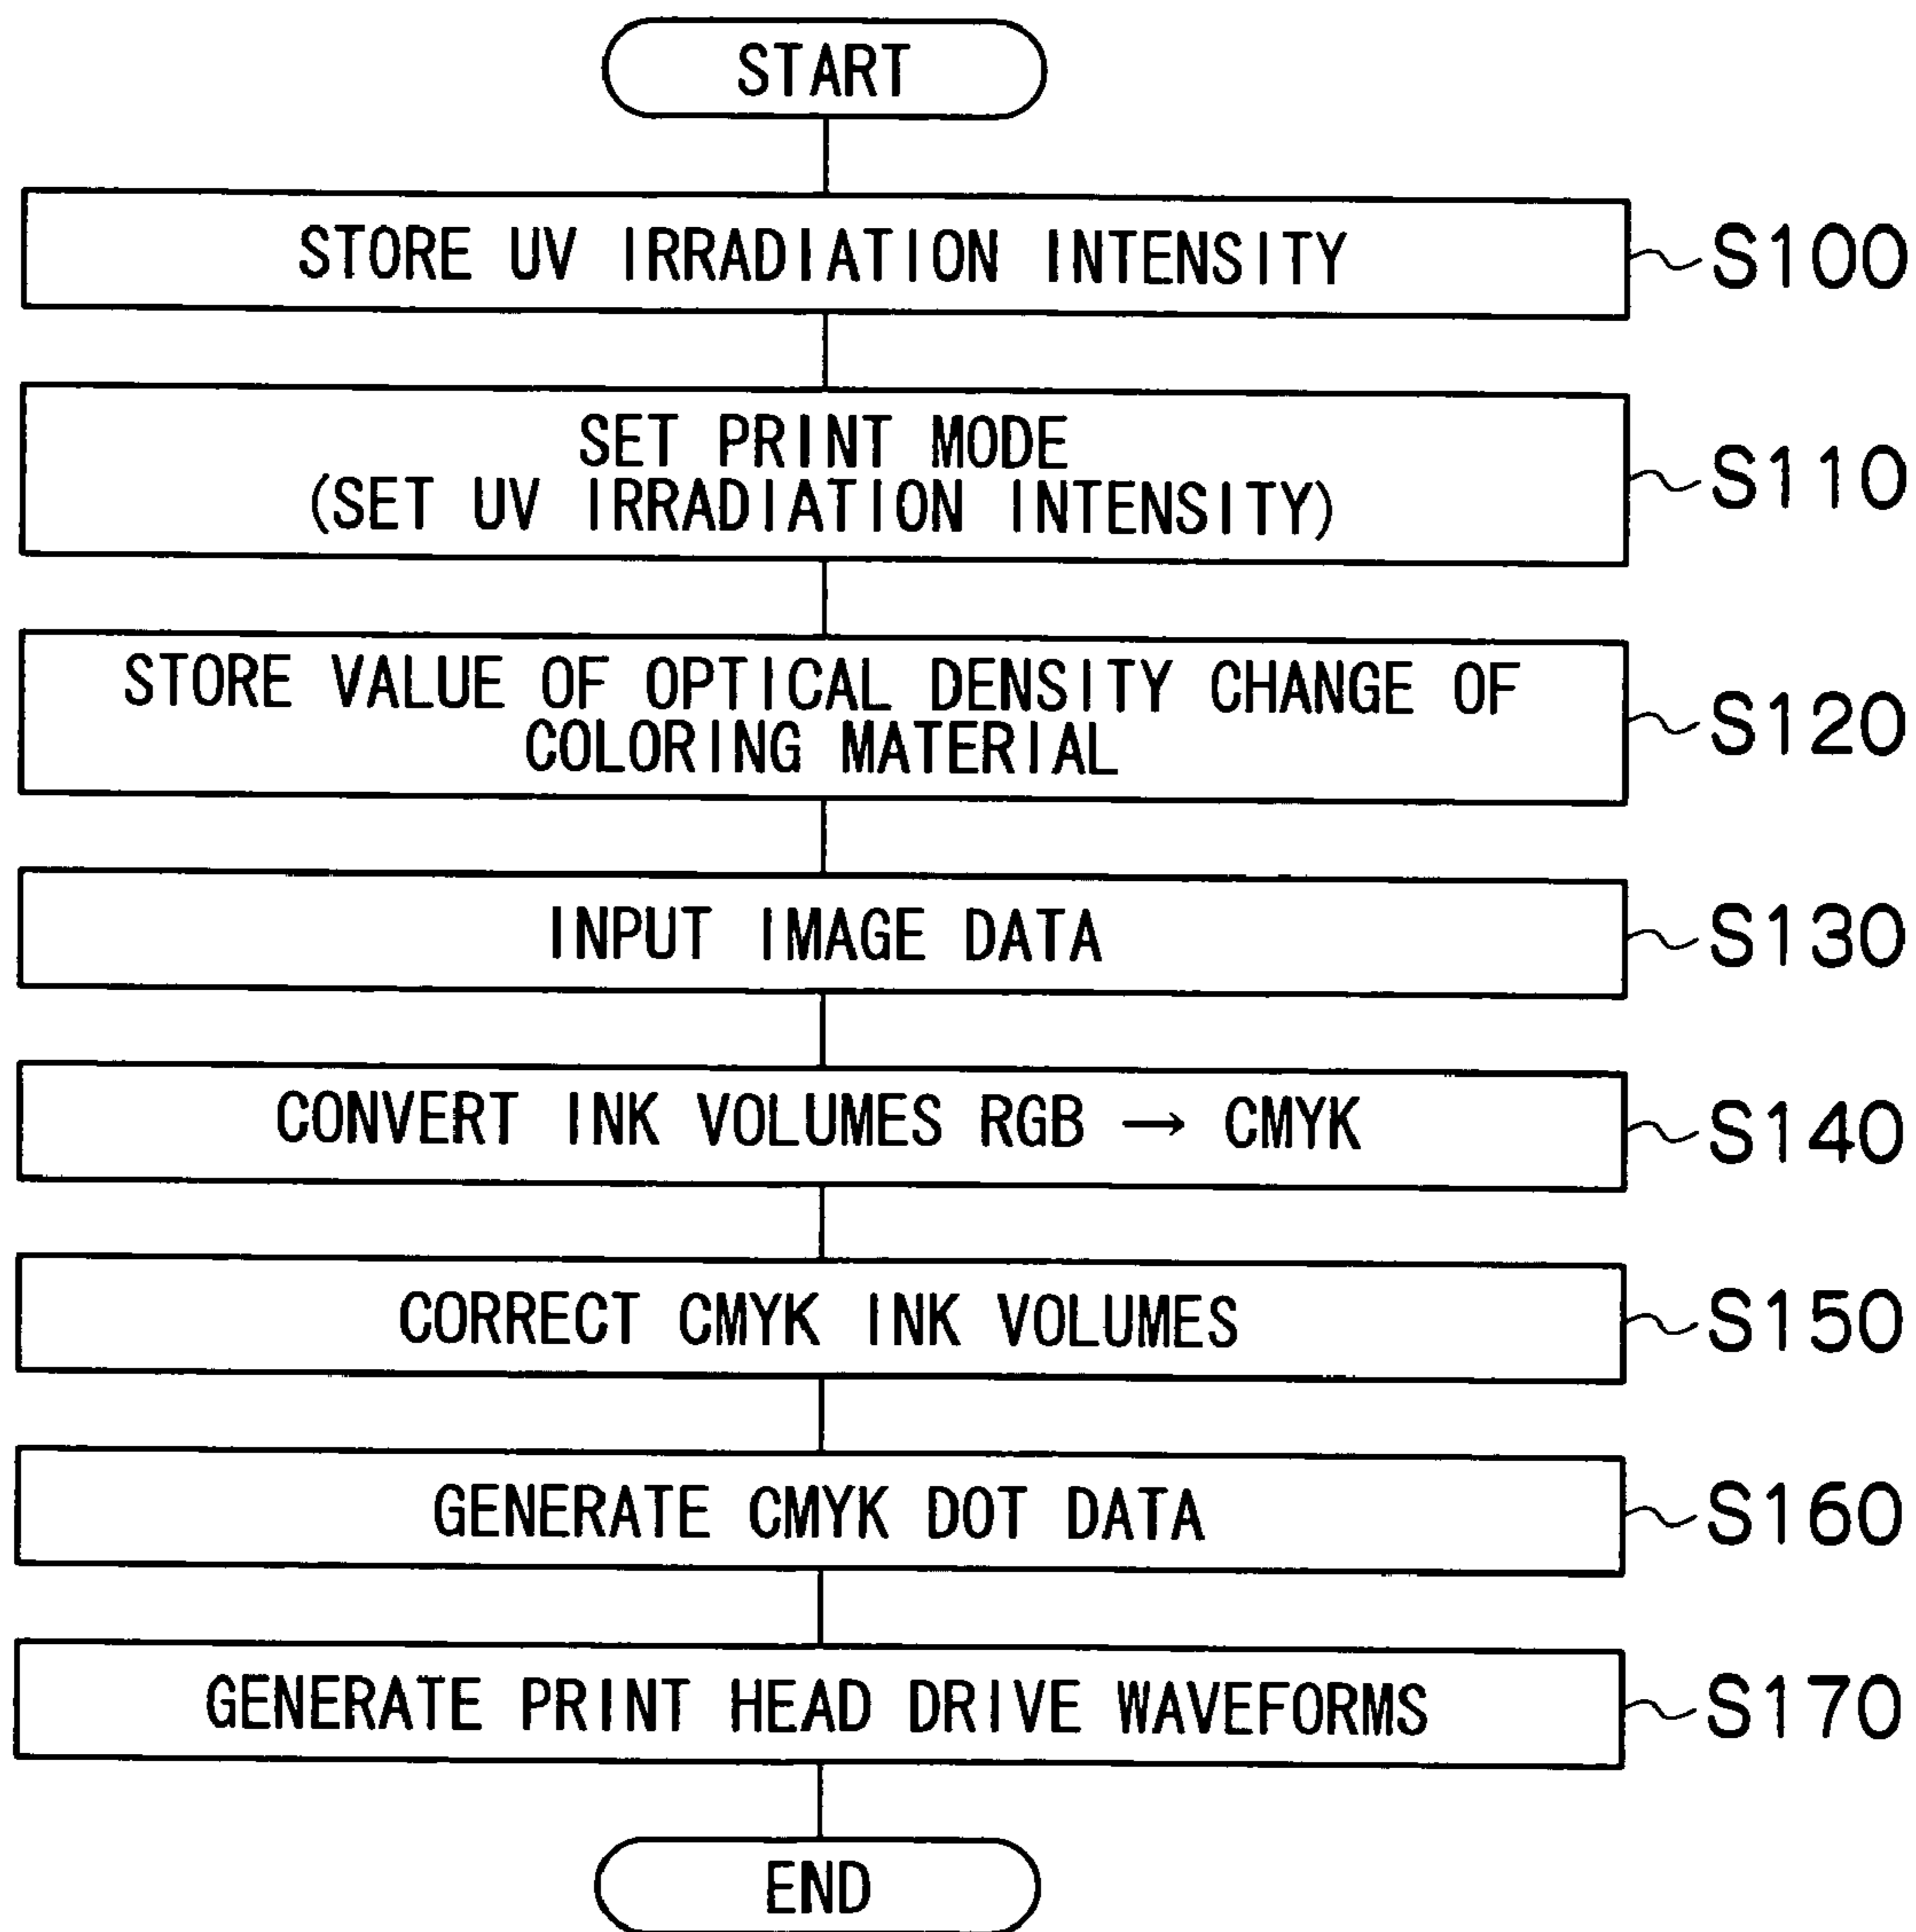 START
STORE UV IRRADIATION INTENSITY
S100
SET PRINT MODE
(SET UV IRRADIATION INTENSITY)
S110
STORE VALUE OF OPTICAL DENSITY CHANGE OF
COLORING MATERIAL
S120
INPUT IMAGE DATA
S130
CONVERT INK VOLUMES RGB → CMYK
S140
CORRECT CMYK INK VOLUMES
S150
GENERATE CMYK DOT DATA
S160
GENERATE PRINT HEAD DRIVE WAVEFORMS
S170
END